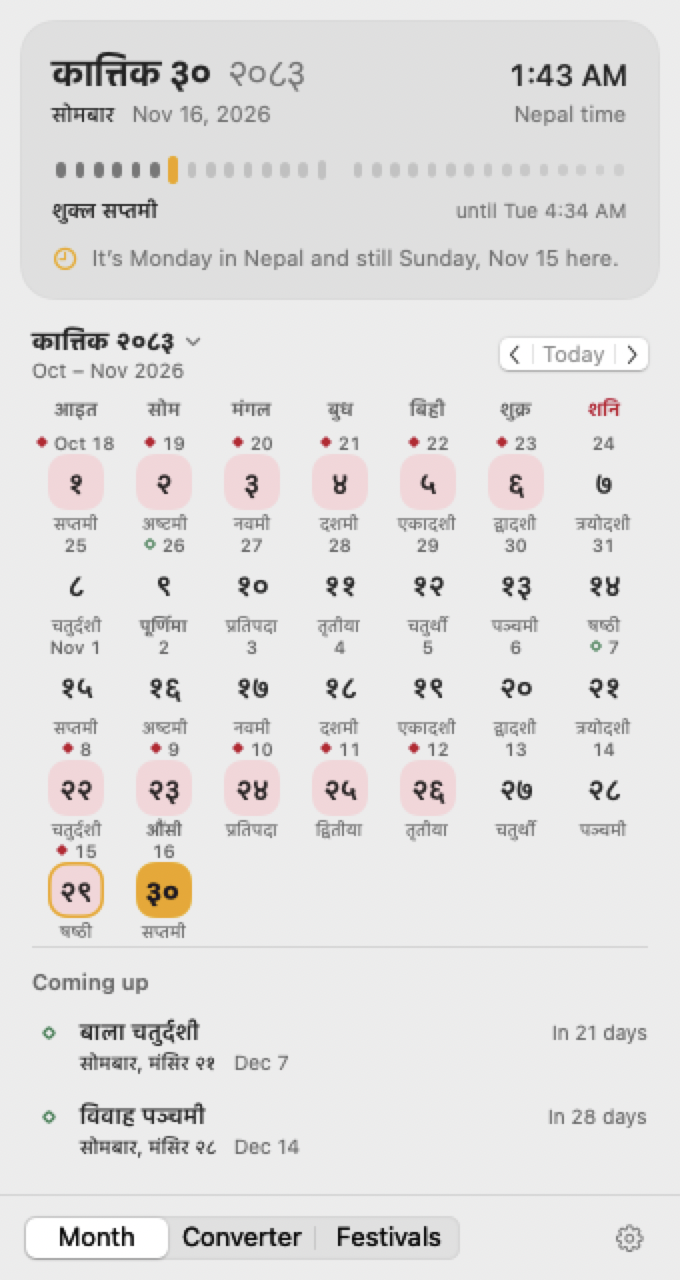 कात्तिक ३० २०८३ 1:43 AM
सोमबार Nov 16, 2026 Nepal time
शुक्ल सप्तमी until Tue 4:34 AM
It's Monday in Nepal and still Sunday, Nov 15 here.
कात्तिक २०८३ Today
Oct – Nov 2026
आइत सोम मंगल बुध बिही शुक्र शनि
Oct 18 19 20 21 22 23 24
१ २ ३ ४ ५ ६ ७
सप्तमी अष्टमी नवमी दशमी एकादशी द्वादशी त्रयोदशी
25 26 27 28 29 30 31
८ ९ १० ११ १२ १३ १४
चतुर्दशी पूर्णिमा प्रतिपदा तृतीया चतुर्थी पञ्चमी षष्ठी
Nov 1 2 3 4 5 6 7
१५ १६ १७ १८ १९ २० २१
सप्तमी अष्टमी नवमी दशमी एकादशी द्वादशी त्रयोदशी
8 9 10 11 12 13 14
२२ २३ २४ २५ २६ २७ २८
चतुर्दशी औंसी प्रतिपदा द्वितीया तृतीया चतुर्थी पञ्चमी
15 16
२९ ३०
षष्ठी सप्तमी
Coming up
बाला चतुर्दशी In 21 days
सोमबार, मंसिर २१ Dec 7
विवाह पञ्चमी In 28 days
सोमबार, मंसिर २८ Dec 14
Month Converter Festivals